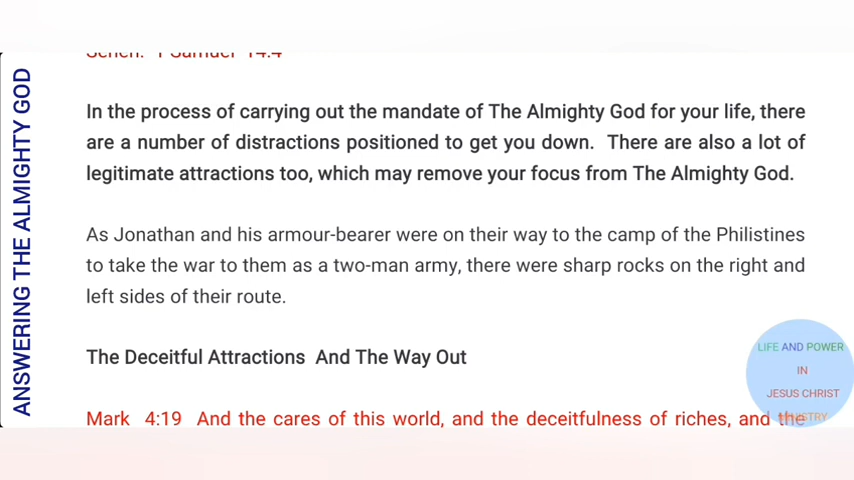 Seneh. 1 Samuel 14:4
In the process of carrying out the mandate of The Almighty God for your life, there
are a number of distractions positioned to get you down. There are also a lot of
legitimate attractions too, which may remove your focus from The Almighty God.
As Jonathan and his armour-bearer were on their way to the camp of the Philistines
to take the war to them as a two-man army, there were sharp rocks on the right and
left sides of their route.
The Deceitful Attractions And The Way Out
Mark 4:19 And the cares of this world, and the deceitfulness of riches, and the
ANSWERING THE ALMIGHTY GOD
LIFE AND POWER
IN
JESUS CHRIST
MINISTRY